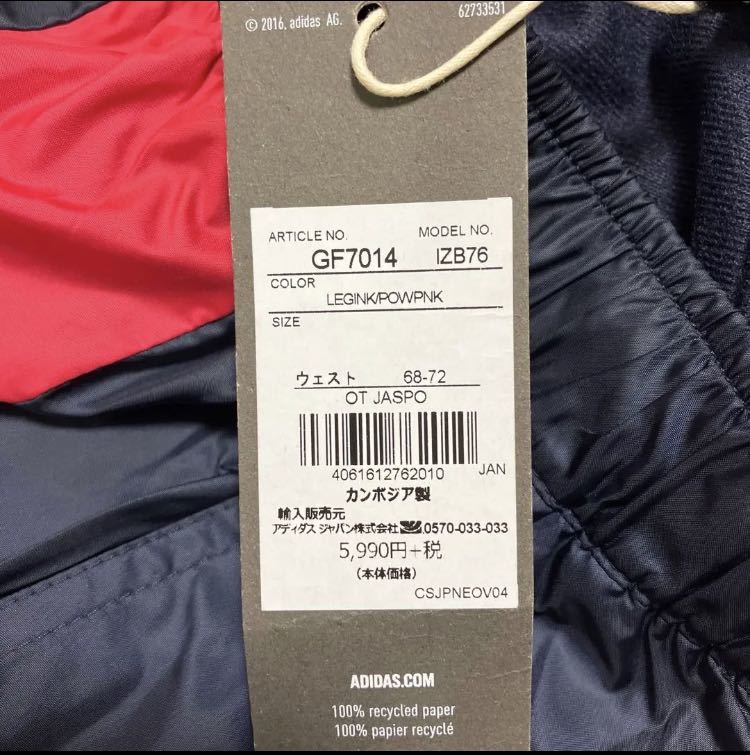 © 2016, adidas AG.
62733531
ARTICLE NO. MODEL NO.
GF7014 IZB76
COLOR
LEGINK/POWPNK
SIZE
ウェスト 68-72
OT JASPO
4061612762010 JAN
カンボジア製
輸入販売元
アディダス ジャパン株式会社 0570-033-033
5,990円+税
(本体価格)
CSJPNEOV04
ADIDAS.COM
100% recycled paper
100% papier recyclé